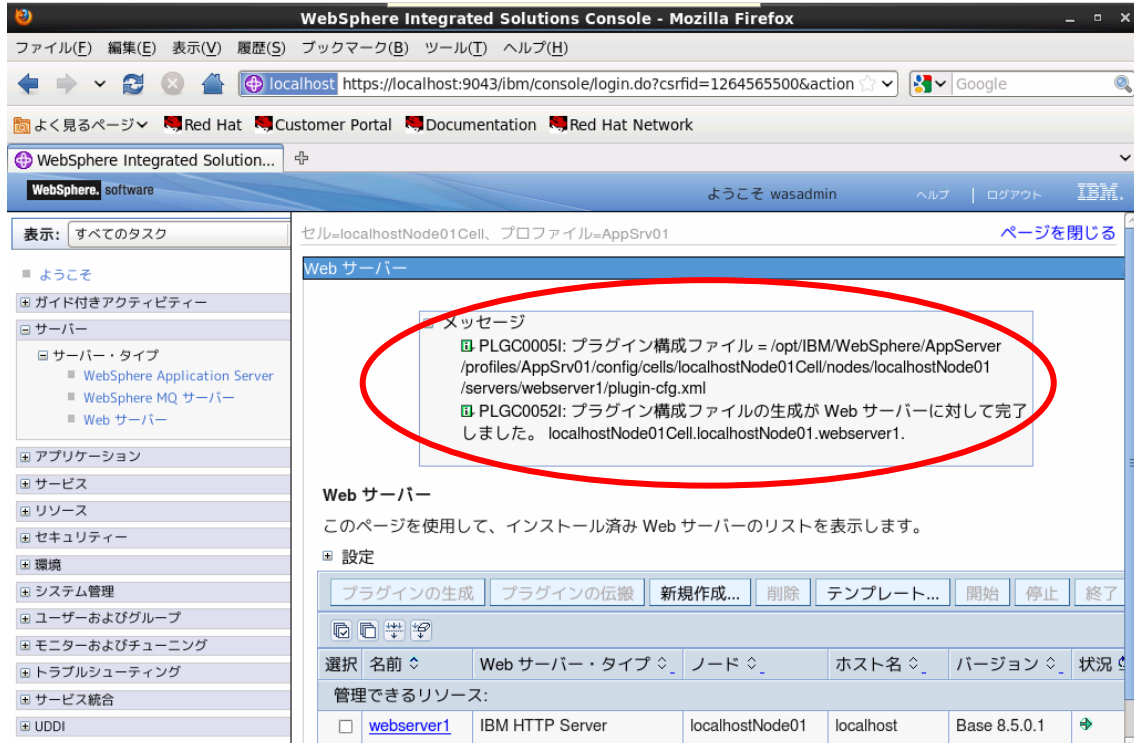 WebSphere Integrated Solutions Console - Mozilla Firefox
ファイル(F) 編集(E) 表示(V) 履歴(S) ブックマーク(B) ツール(T) ヘルプ(H)
localhost https://localhost:9043/ibm/console/login.do?csrfid=1264565500&action Google
よく見るページ Red Hat Customer Portal Documentation Red Hat Network
WebSphere Integrated Solution...
WebSphere. software ようこそ wasadmin ヘルプ | ログアウト IBM.
表示: すべてのタスク
ようこそ
ガイド付きアクティビティー
サーバー
サーバー・タイプ
WebSphere Application Server
WebSphere MQ サーバー
Web サーバー
アプリケーション
サービス
リソース
セキュリティー
環境
システム管理
ユーザーおよびグループ
モニターおよびチューニング
トラブルシューティング
サービス統合
UDDI
セル=localhostNode01Cell、プロファイル=AppSrv01 ページを閉じる
Web サーバー
メッセージ
PLGC0005I: プラグイン構成ファイル = /opt/IBM/WebSphere/AppServer
/profiles/AppSrv01/config/cells/localhostNode01Cell/nodes/localhostNode01
/servers/webserver1/plugin-cfg.xml
PLGC0052I: プラグイン構成ファイルの生成が Web サーバーに対して完了
しました。 localhostNode01Cell.localhostNode01.webserver1.
Web サーバー
このページを使用して、インストール済み Web サーバーのリストを表示します。
設定
プラグインの生成 プラグインの伝搬 新規作成... 削除 テンプレート... 開始 停止 終了
選択 名前 Web サーバー・タイプ ノード ホスト名 バージョン 状況
管理できるリソース:
webserver1 IBM HTTP Server localhostNode01 localhost Base 8.5.0.1